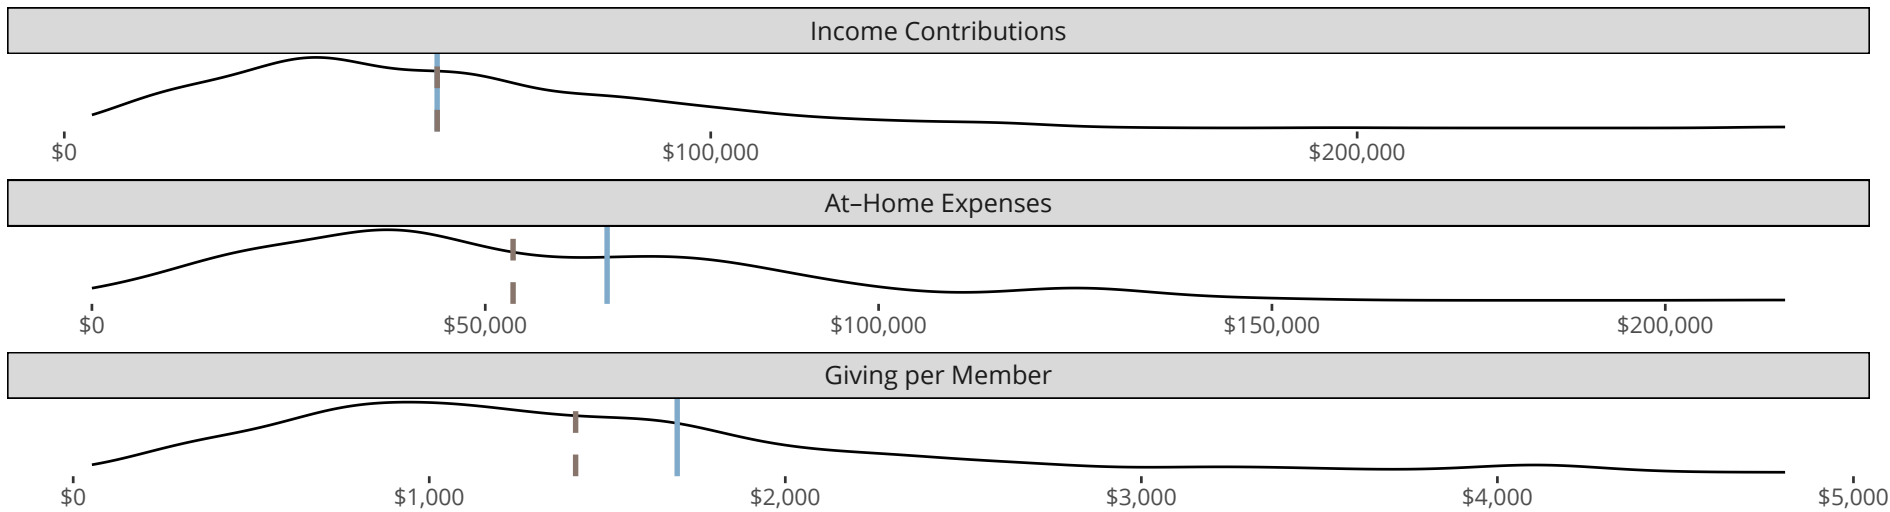 Income Contributions
$0 $100,000 $200,000
At–Home Expenses
$0 $50,000 $100,000 $150,000 $200,000
Giving per Member
$0 $1,000 $2,000 $3,000 $4,000 $5,000